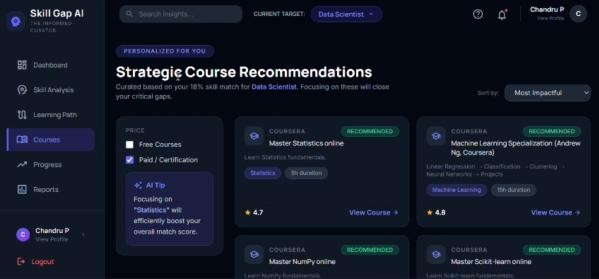 Skill Gap AI
THE INFORMED
CURATOR
Search Insights...
CURRENT TARGET:
Data Scientist
Chandru P
View Profile
C
Dashboard
Skill Analysis
Learning Path
Courses
Progress
Reports
C
Chandru P
View Profile
Logout
PERSONALIZED FOR YOU
Strategic Course Recommendations
Curated based on your 18% skill match for Data Scientist. Focusing on these will close
your critical gaps.
Sort by:
Most Impactful
PRICE
Free Courses
Paid / Certification
AI Tip
Focusing on
"Statistics" will
efficiently boost your
overall match score.
COURSERA
RECOMMENDED
Master Statistics online
Learn Statistics fundamentals.
Statistics
8h duration
4.7
View Course →
COURSERA
RECOMMENDED
Machine Learning Specialization (Andrew
Ng, Coursera)
Linear Regression → Classification → Clustering →
Neural Networks → Projects
Machine Learning
15h duration
4.8
View Course →
COURSERA
RECOMMENDED
Master NumPy online
Learn NumPy fundamentals.
COURSERA
RECOMMENDED
Master Scikit-learn online
Learn Scikit-learn fundamentals.